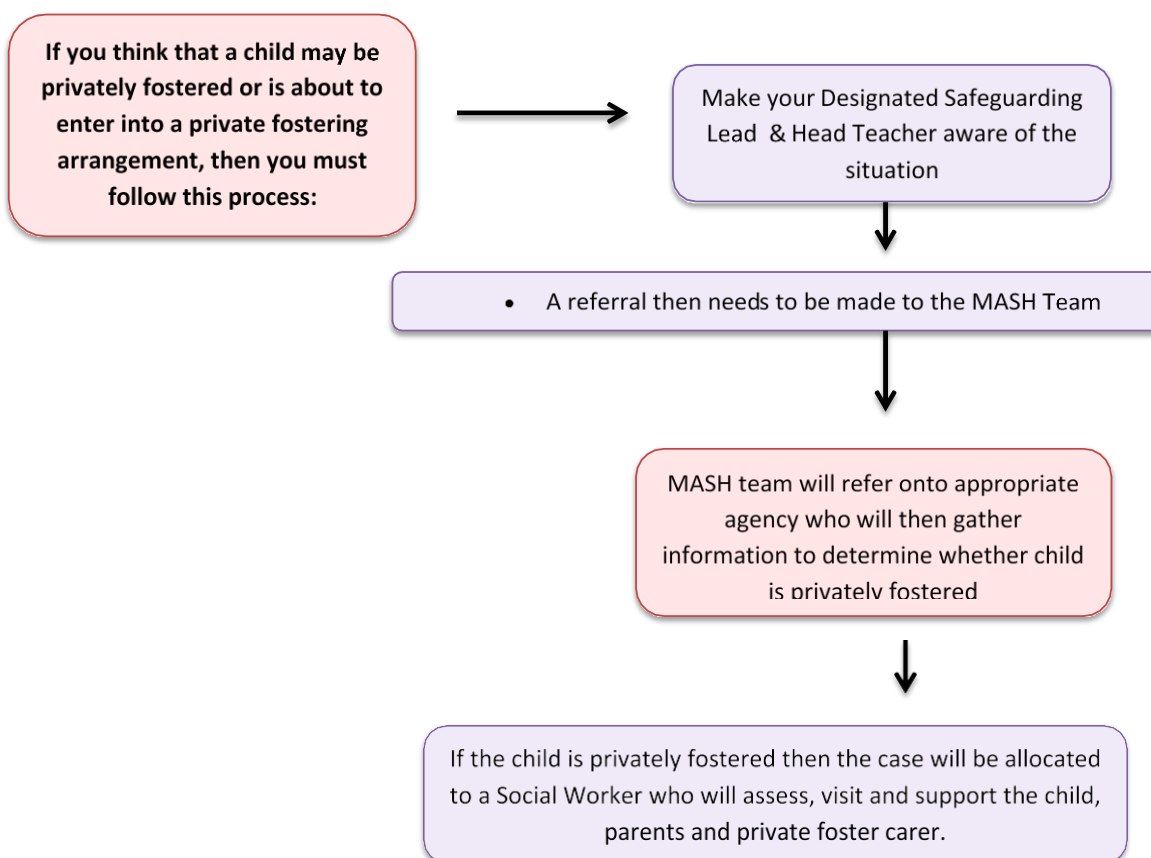 If you think that a child may be
privately fostered or is about to
enter into a private fostering
arrangement, then you must
follow this process:
Make your Designated Safeguarding
Lead & Head Teacher aware of the
situation
• A referral then needs to be made to the MASH Team
MASH team will refer onto appropriate
agency who will then gather
information to determine whether child
is privately fostered
If the child is privately fostered then the case will be allocated
to a Social Worker who will assess, visit and support the child,
parents and private foster carer.